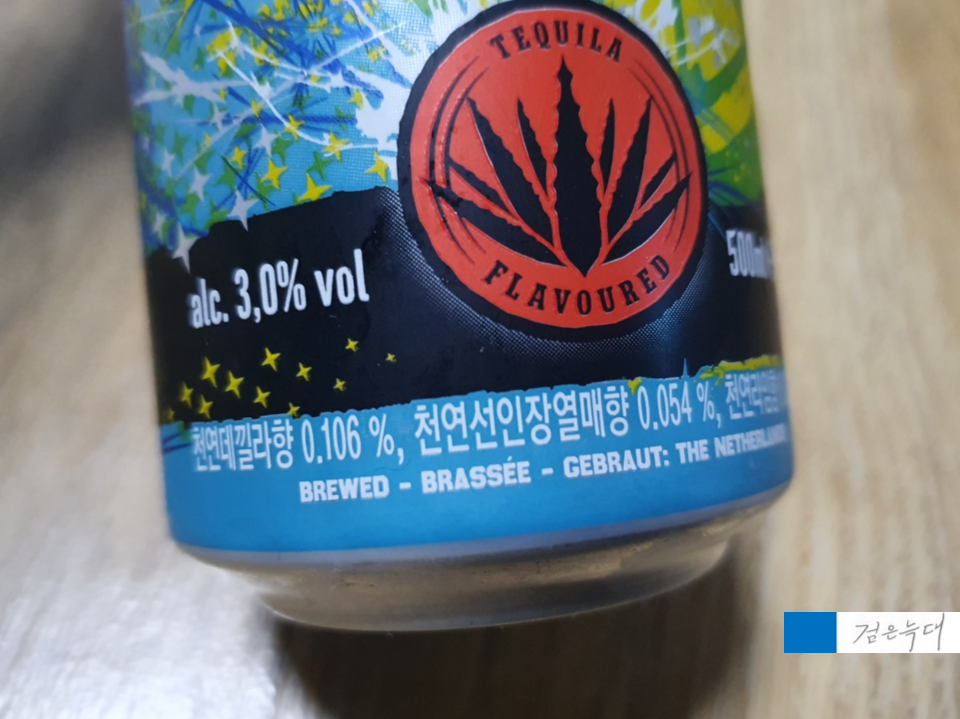 TEQUILA
FLAVOURED
alc. 3,0% vol
500ml
천연데낄라향 0.106 %, 천연선인장열매향 0.054 %,
BREWED - BRASSÉE - GEBRAUT: THE NETHERLANDS
검은늑대